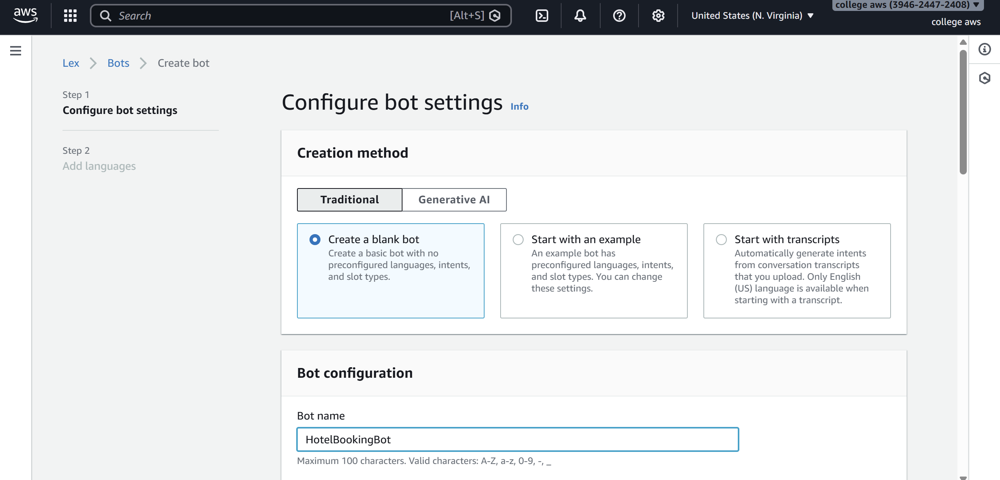 aws
Search [Alt+S]
United States (N. Virginia)
college aws (3946-2447-2408)
college aws
Lex
Bots
Create bot
Step 1
Configure bot settings
Step 2
Add languages
Configure bot settings Info
Creation method
Traditional
Generative AI
Create a blank bot
Create a basic bot with no
preconfigured languages, intents,
and slot types.
Start with an example
An example bot has
preconfigured languages, intents,
and slot types. You can change
these settings.
Start with transcripts
Automatically generate intents
from conversation transcripts
that you upload. Only English
(US) language is available when
starting with a transcript.
Bot configuration
Bot name
HotelBookingBot
Maximum 100 characters. Valid characters: A-Z, a-z, 0-9, -, _